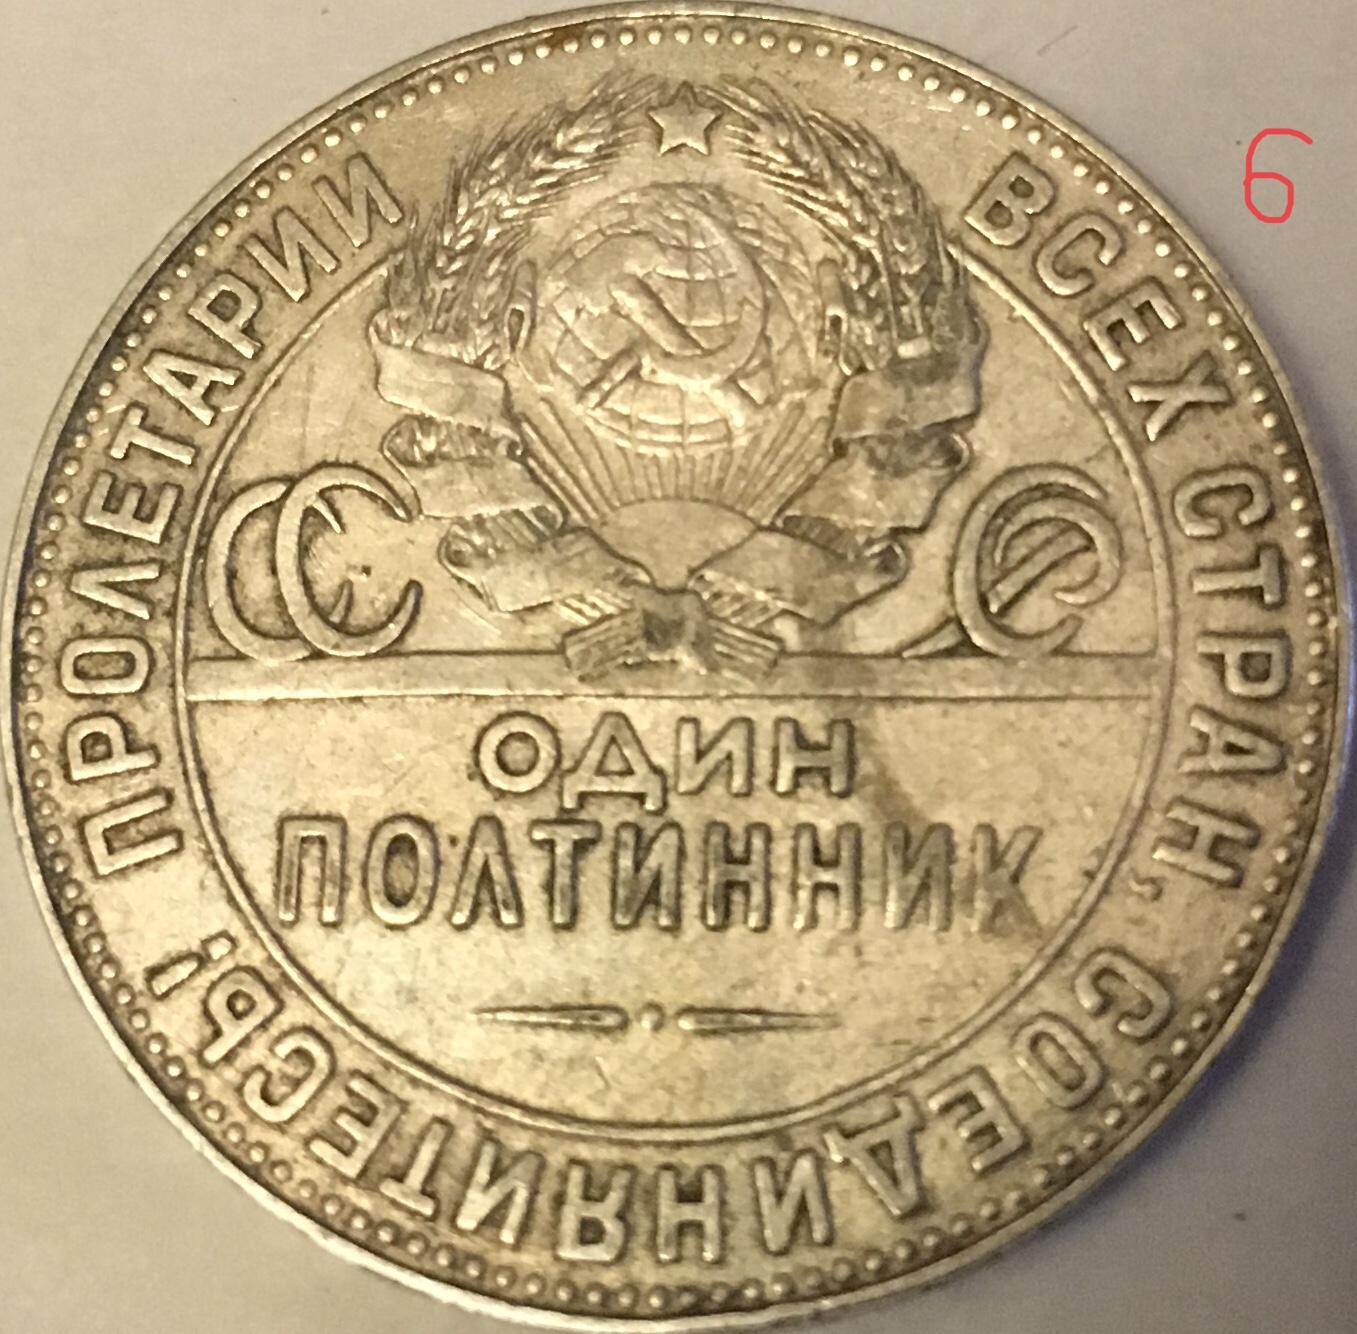 ПРОЛЕТАРИИ ВСЕХ СТРАН, СОЕДИНЯЙТЕСЬ!
СССР
ОДИН
ПОЛТИННИК
6